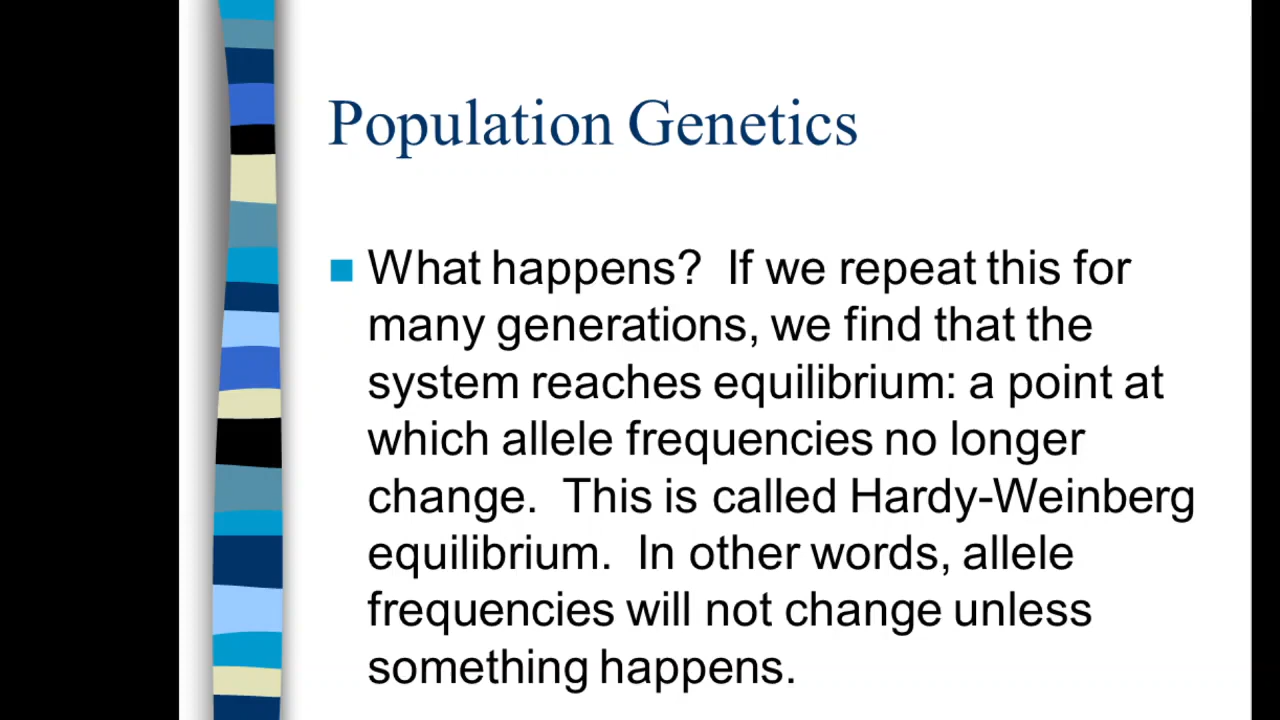 Population Genetics
What happens?  If we repeat this for
many generations, we find that the
system reaches equilibrium: a point at
which allele frequencies no longer
change.  This is called Hardy-Weinberg
equilibrium.  In other words, allele
frequencies will not change unless
something happens.